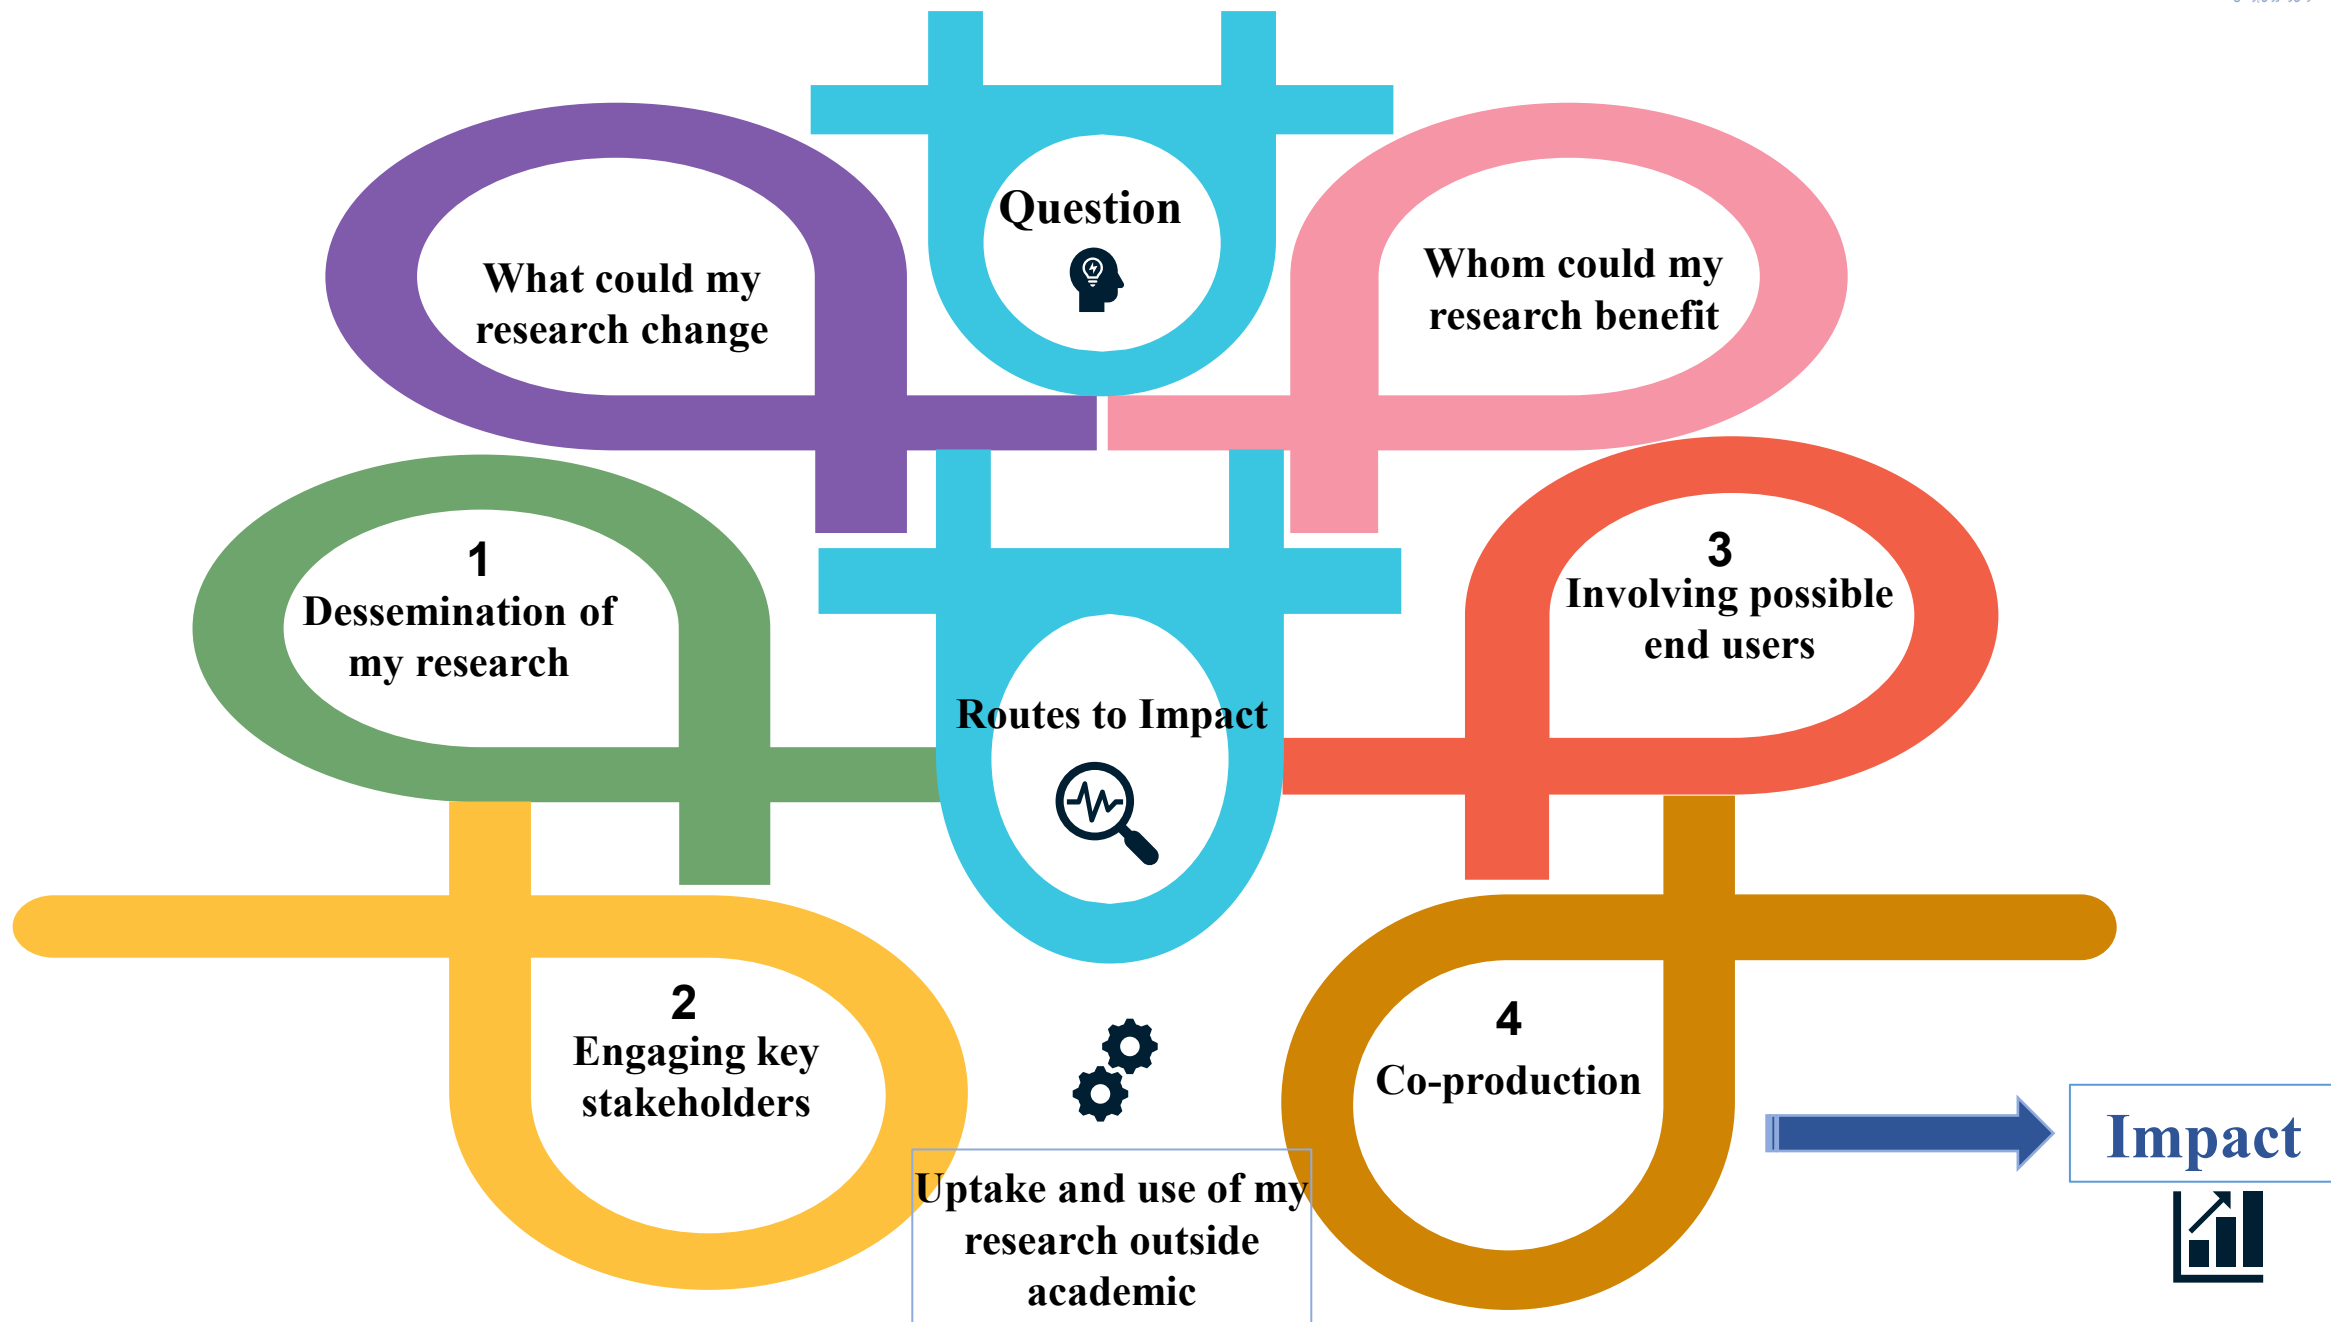 Question
What could my
research change
Whom could my
research benefit
1
Dessemination of
my research
3
Involving possible
end users
Routes to Impact
2
Engaging key
stakeholders
4
Co-production
Uptake and use of my
research outside
academic
Impact